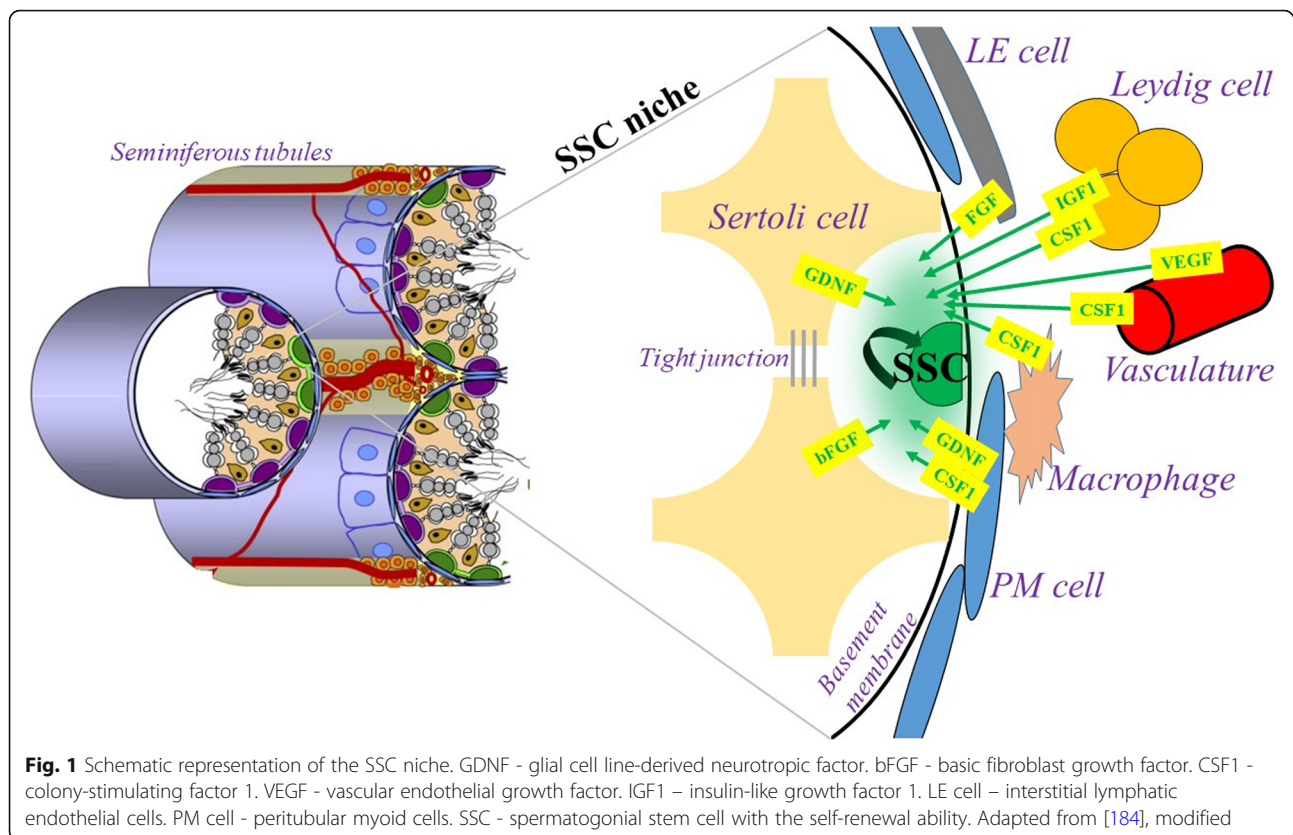 LE cell
Leydig cell
SSC niche
Seminiferous tubules
FGF
IGF1
CSF1
Sertoli cell
VEGF
GDNF
CSF1
CSF1
Tight junction
SSC
Vasculature
bFGF
GDNF
CSF1
Macrophage
PM cell
Basement
membrane
Fig. 1 Schematic representation of the SSC niche. GDNF - glial cell line-derived neurotropic factor. bFGF - basic fibroblast growth factor. CSF1 -
colony-stimulating factor 1. VEGF - vascular endothelial growth factor. IGF1 – insulin-like growth factor 1. LE cell – interstitial lymphatic
endothelial cells. PM cell - peritubular myoid cells. SSC - spermatogonial stem cell with the self-renewal ability. Adapted from [184], modified